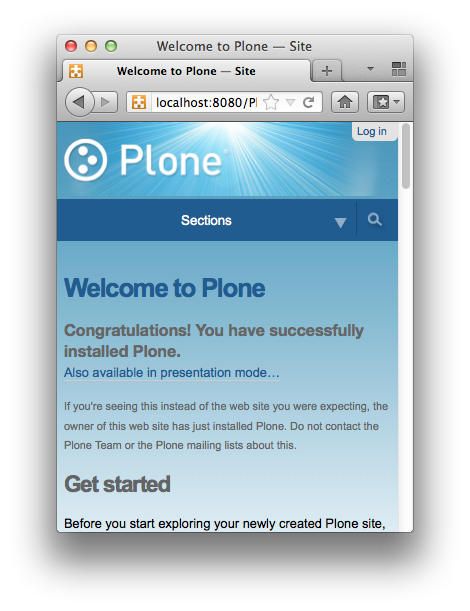 Welcome to Plone — Site
Welcome to Plone — Site
localhost:8080/Pl
Log in
Plone
Sections
Welcome to Plone
Congratulations! You have successfully
installed Plone.
Also available in presentation mode…
If you're seeing this instead of the web site you were expecting, the
owner of this web site has just installed Plone. Do not contact the
Plone Team or the Plone mailing lists about this.
Get started
Before you start exploring your newly created Plone site,